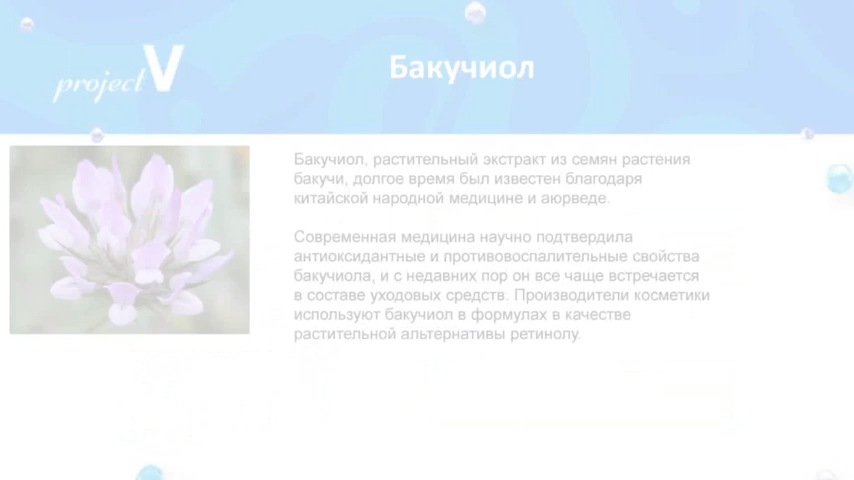 project V
Бакучиол
Бакучиол, растительный экстракт из семян растения
бакучи, долгое время был известен благодаря
китайской народной медицине и аюрведе.
Современная медицина научно подтвердила
антиоксидантные и противовоспалительные свойства
бакучиола, и с недавних пор он все чаще встречается
в составе уходовых средств. Производители косметики
используют бакучиол в формулах в качестве
растительной альтернативы ретинолу.